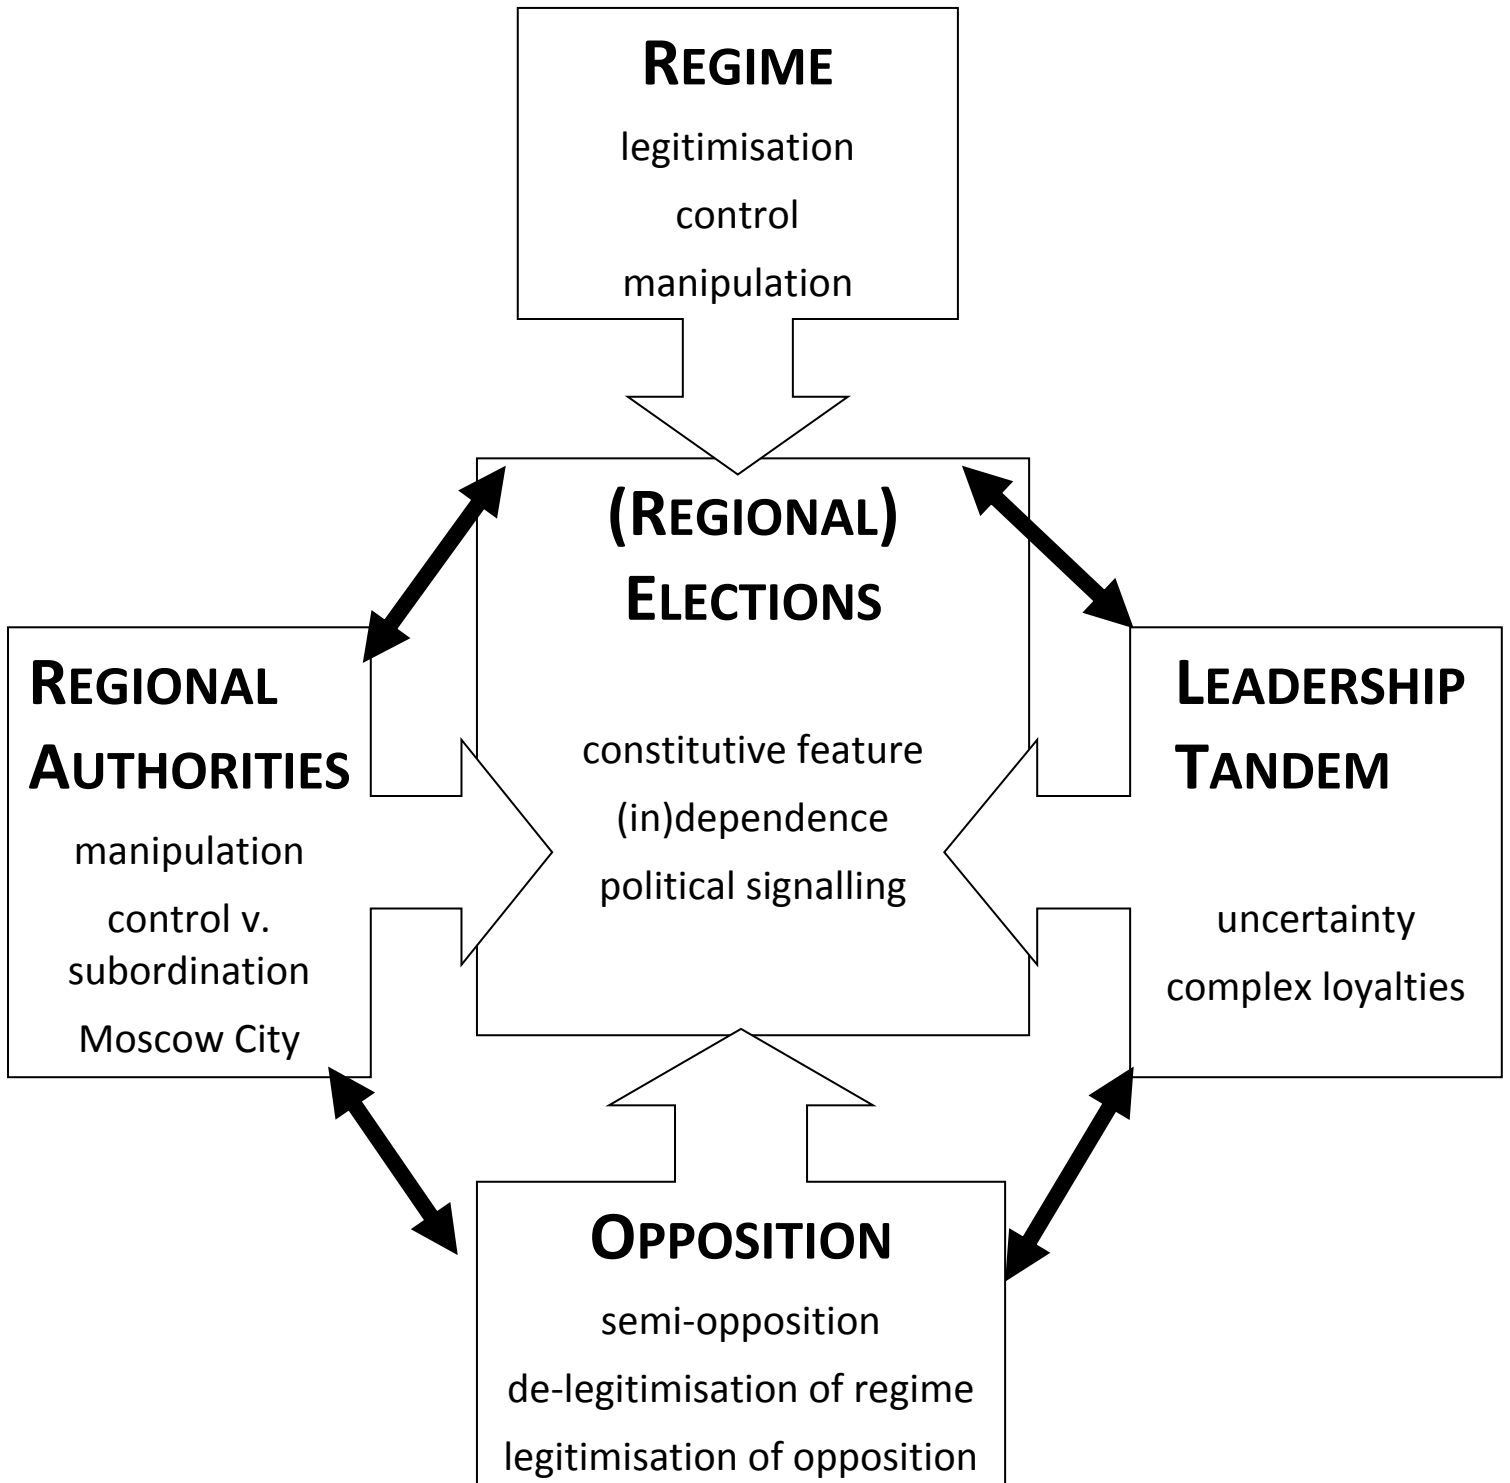 REGIME
legitimisation
control
manipulation
(REGIONAL)
ELECTIONS
constitutive feature
(in)dependence
political signalling
REGIONAL
AUTHORITIES
manipulation
control v.
subordination
Moscow City
LEADERSHIP
TANDEM
uncertainty
complex loyalties
OPPOSITION
semi-opposition
de-legitimisation of regime
legitimisation of opposition